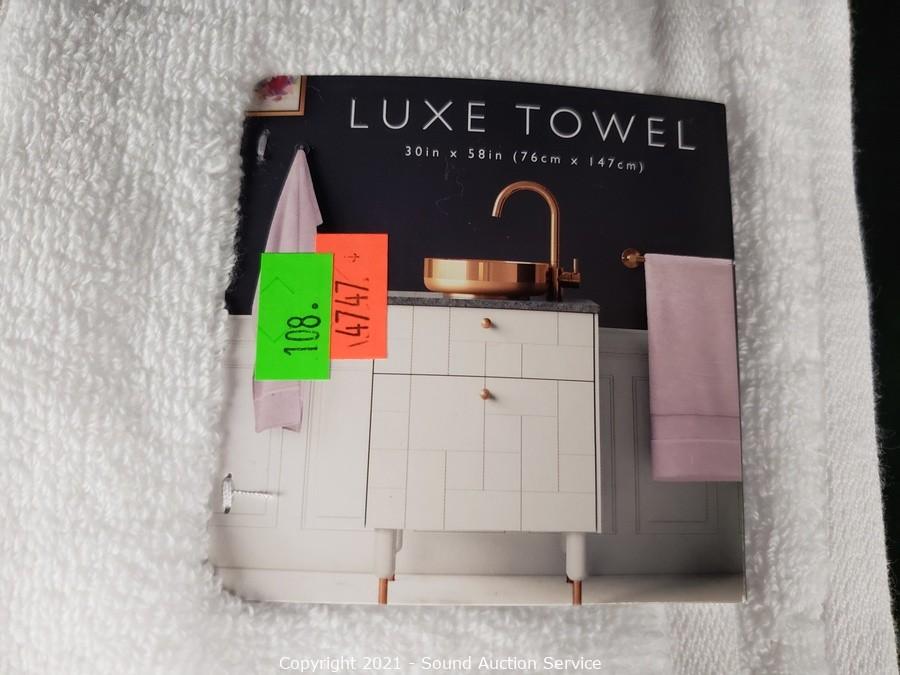 LUXE TOWEL
30in x 58in (76cm x 147cm)
108.
4747
Copyright 2021 - Sound Auction Service